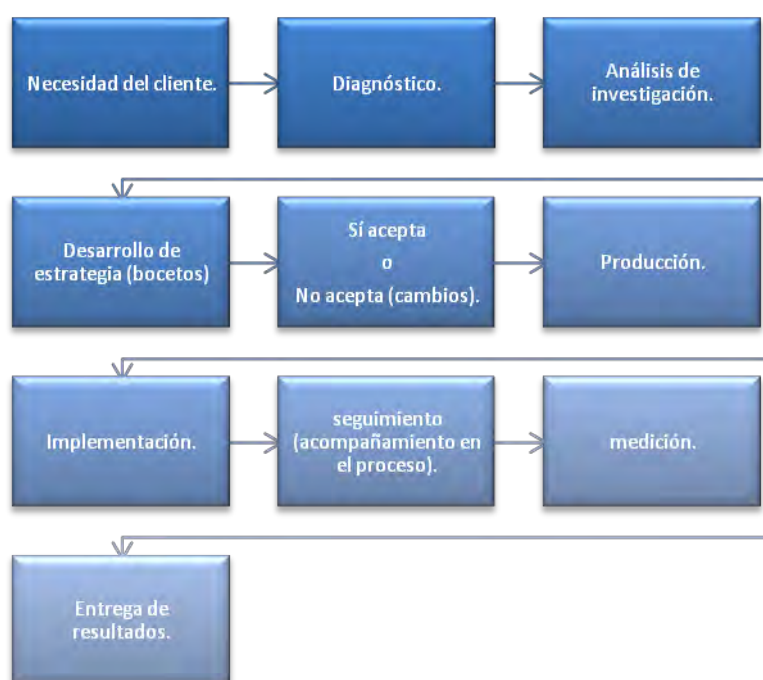 Necesidad del cliente.
Diagnóstico.
Análisis de
investigación.
Desarrollo de
estrategia (bocetos)
Sí acepta
o
No acepta (cambios).
Producción.
Implementación.
seguimiento
(acompañamiento en
el proceso).
medición.
Entrega de
resultados.